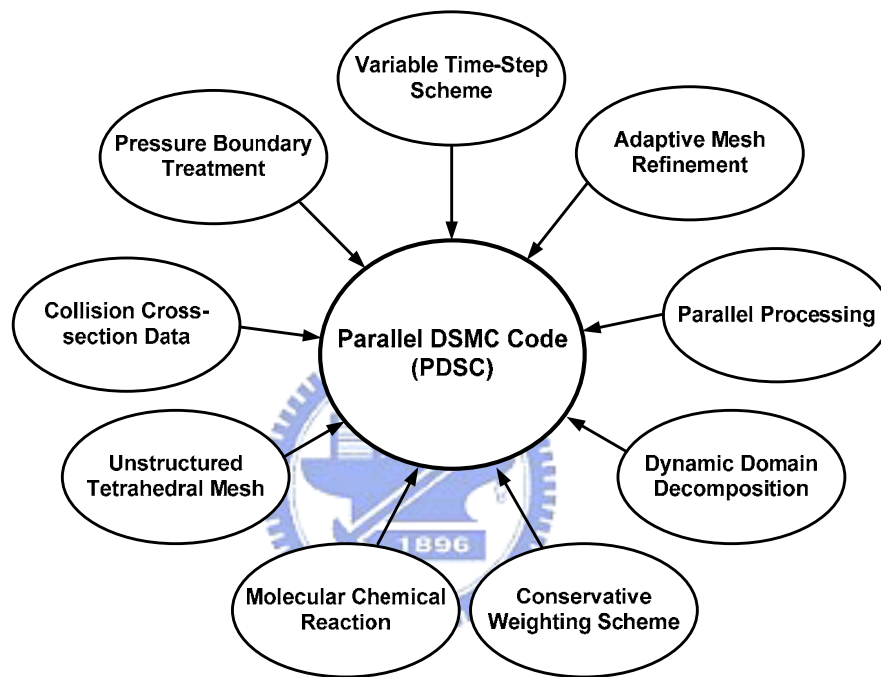 Variable Time-Step
Scheme
Pressure Boundary
Treatment
Adaptive Mesh
Refinement
Collision Cross-
section Data
Parallel DSMC Code
(PDSC)
Parallel Processing
Unstructured
Tetrahedral Mesh
Dynamic Domain
Decomposition
1896
Molecular Chemical
Reaction
Conservative
Weighting Scheme